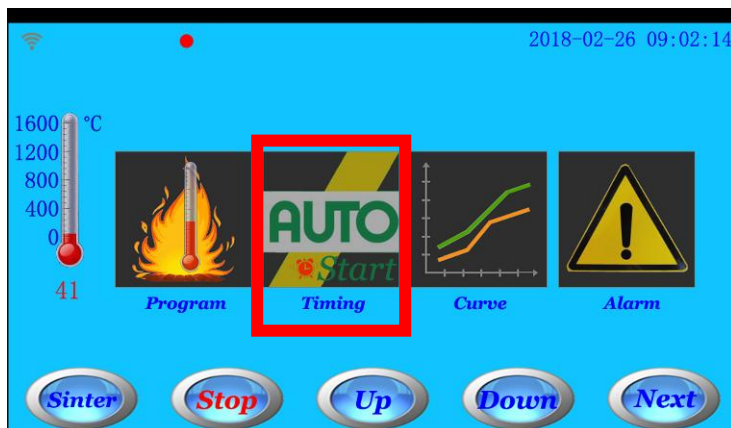 2018-02-26 09:02:14
1600 °C
1200
800
400
0
41
AUTO
Start
Program Timing Curve Alarm
Sinter Stop Up Down Next